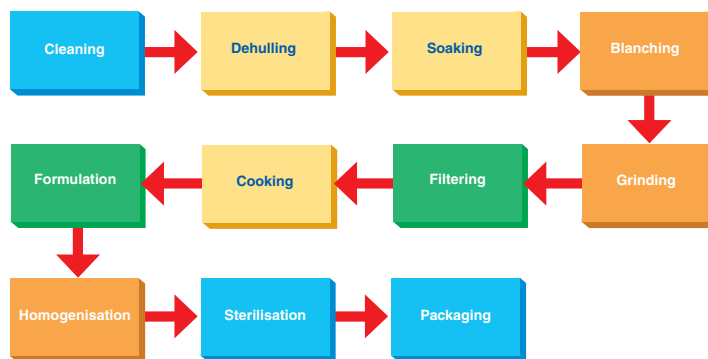 Cleaning
Dehulling
Soaking
Blanching
Grinding
Filtering
Cooking
Formulation
Homogenisation
Sterilisation
Packaging